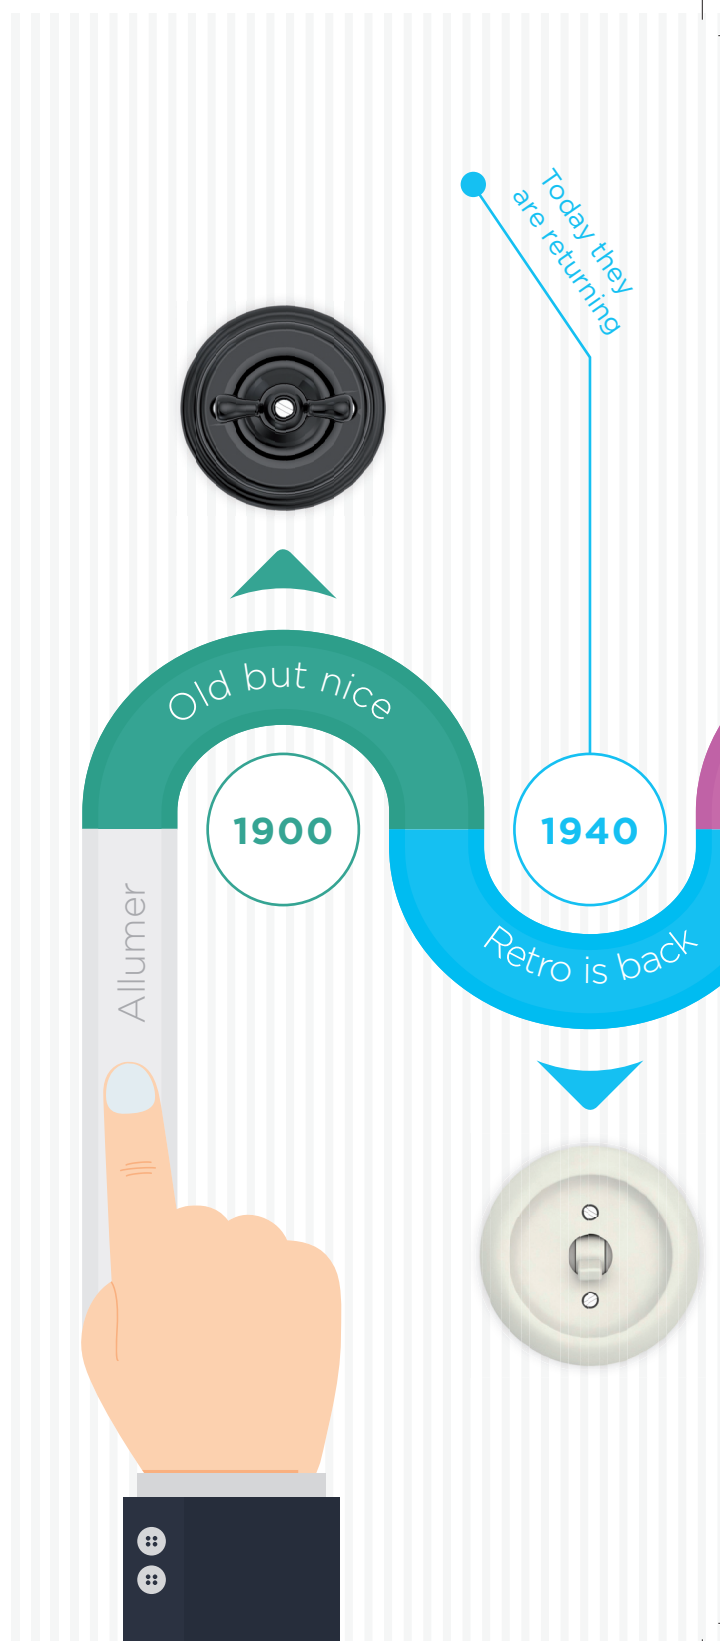 Today they
are returning
Old but nice
1900
1940
Allumer
Retro is back